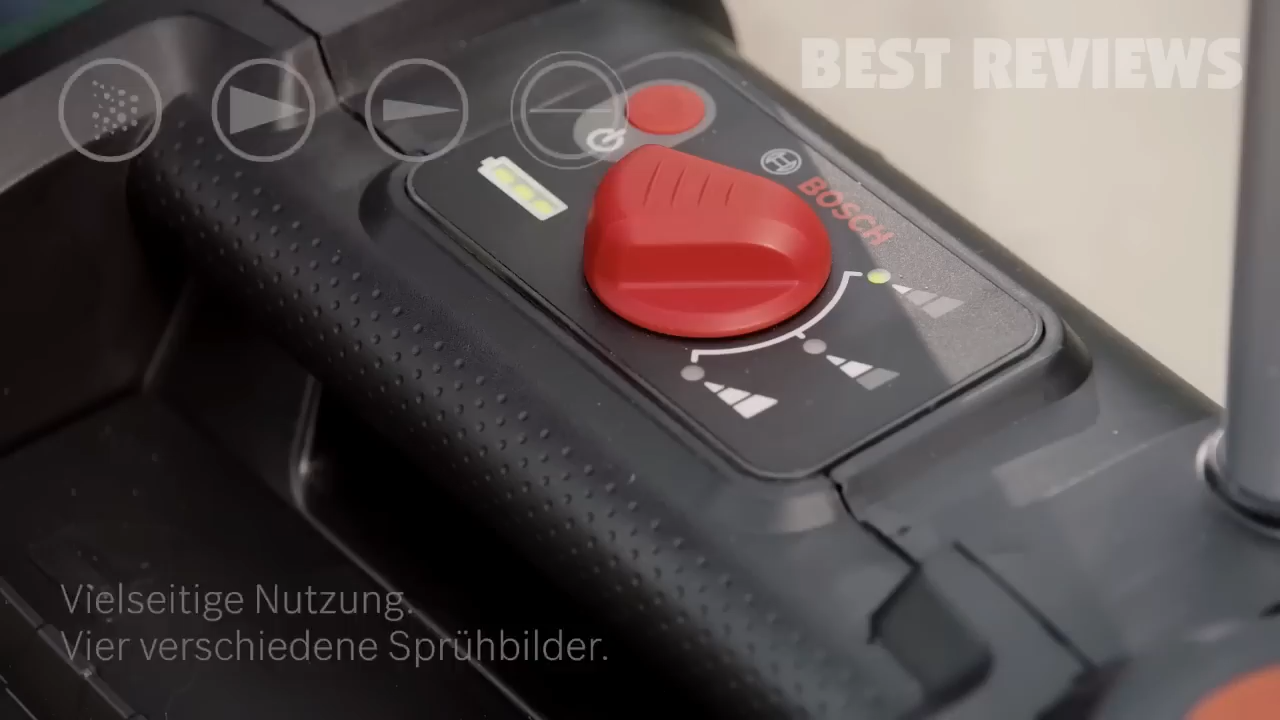 BEST REVIEWS
BOSCH
Vielseitige Nutzung.
Vier verschiedene Sprühbilder.